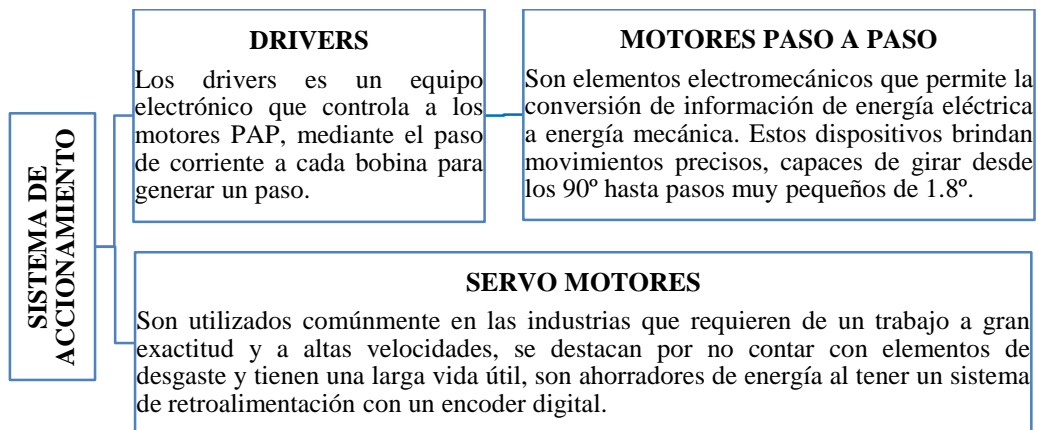 SISTEMA DE
ACCIONAMIENTO
DRIVERS
Los drivers es un equipo
electrónico que controla a los
motores PAP, mediante el paso
de corriente a cada bobina para
generar un paso.
MOTORES PASO A PASO
Son elementos electromecánicos que permite la
conversión de información de energía eléctrica
a energía mecánica. Estos dispositivos brindan
movimientos precisos, capaces de girar desde
los 90º hasta pasos muy pequeños de 1.8º.
SERVO MOTORES
Son utilizados comúnmente en las industrias que requieren de un trabajo a gran
exactitud y a altas velocidades, se destacan por no contar con elementos de
desgaste y tienen una larga vida útil, son ahorradores de energía al tener un sistema
de retroalimentación con un encoder digital.